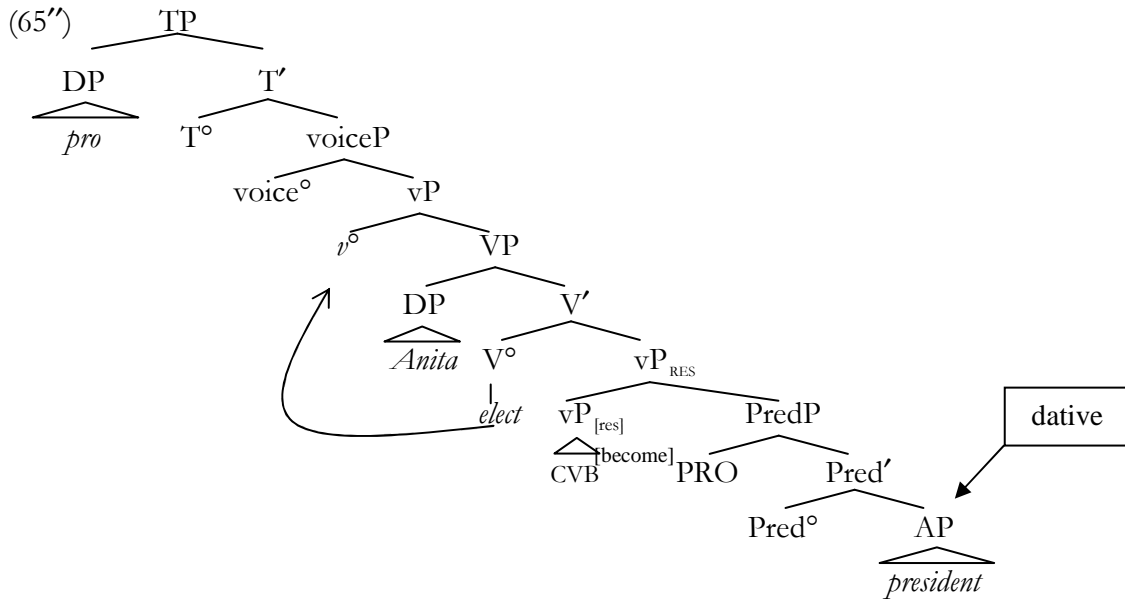 (65″) TP
DP T′
pro T° voiceP
voice° vP
v° VP
DP V′
Anita V° vP RES
elect vP [res] PredP dative
CVB [become] PRO Pred′
Pred° AP
president